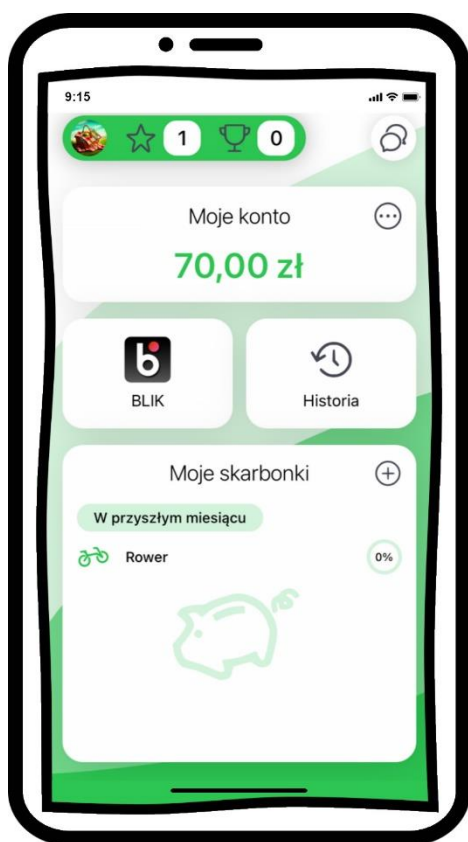 9:15
1 0
Moje konto
70,00 zł
b
BLIK Historia
Moje skarbonki
W przyszłym miesiącu
Rower 0%